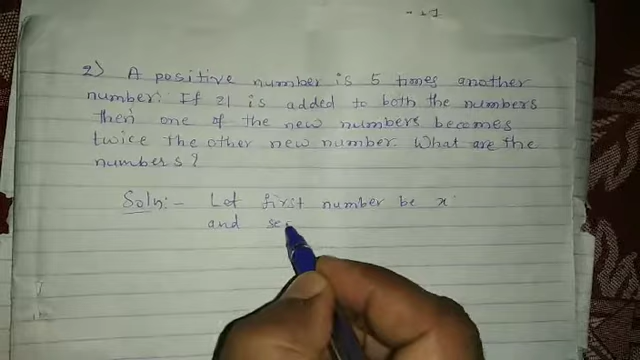 2) A positive number is 5 times another
number. If 21 is added to both the numbers
then one of the new numbers becomes
twice the other new number. What are the
numbers?
Soln:- Let first number be x
and sec